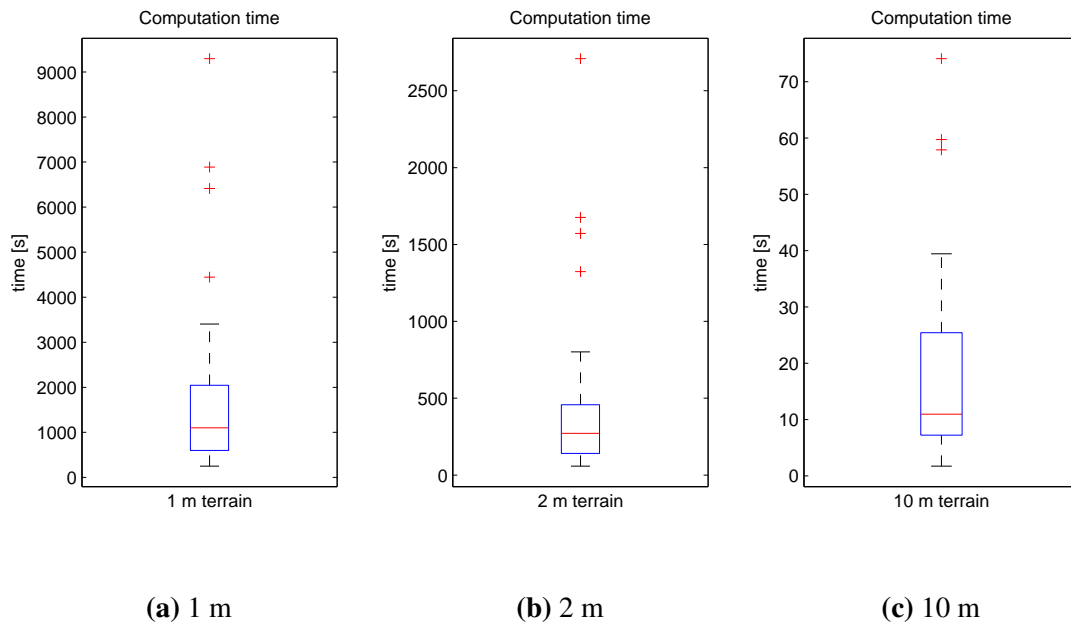 Computation time
9000
8000
7000
6000
5000
4000
3000
2000
1000
0
time [s]
1 m terrain
(a) 1 m
Computation time
2500
2000
1500
1000
500
0
time [s]
2 m terrain
(b) 2 m
Computation time
70
60
50
40
30
20
10
0
time [s]
10 m terrain
(c) 10 m